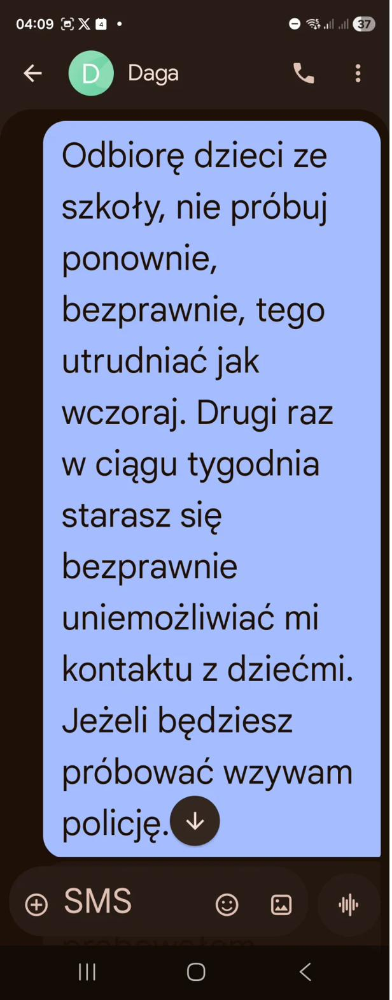 04:09 4 37
D Daga
Odbiorę dzieci ze
szkoły, nie próbuj
ponownie,
bezprawnie, tego
utrudniać jak
wczoraj. Drugi raz
w ciągu tygodnia
starasz się
bezprawnie
uniemożliwiać mi
kontaktu z dziećmi.
Jeżeli będziesz
próbować wzywam
policję.
SMS